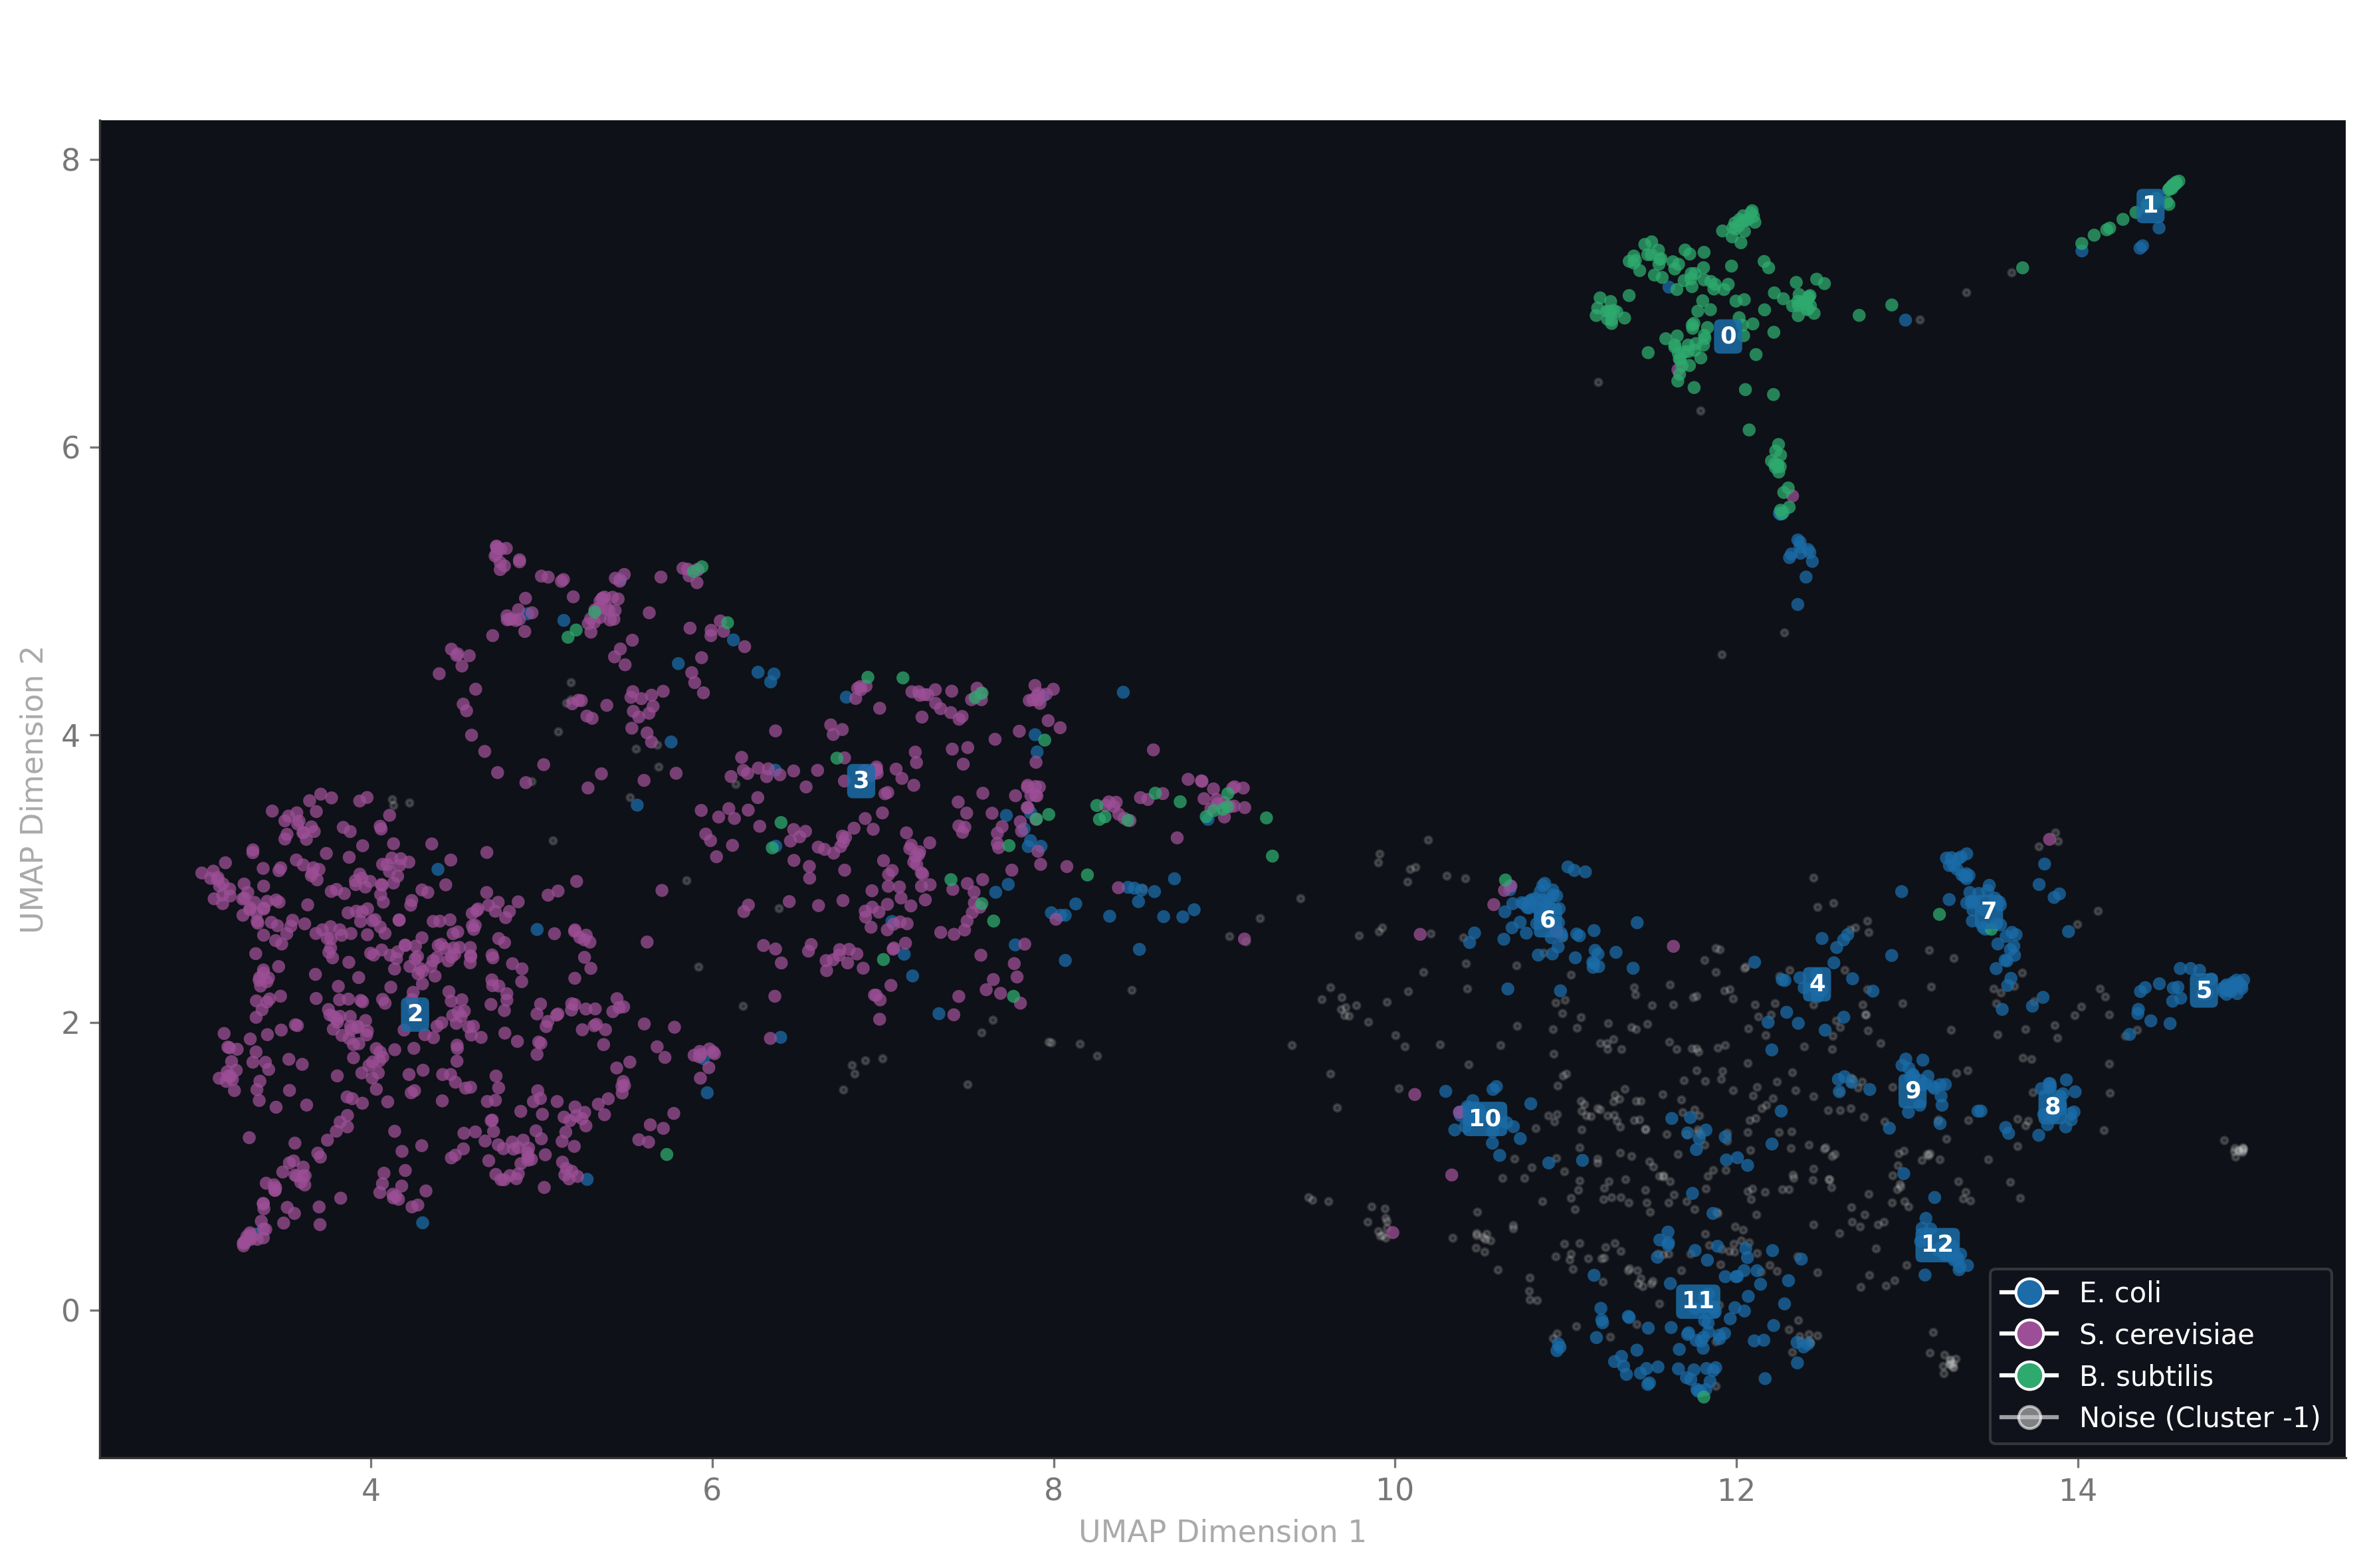 8
6
4
2
0
UMAP Dimension 2
1
0
3
2
6
7
4
5
9
8
10
12
11
E. coli
S. cerevisiae
B. subtilis
Noise (Cluster -1)
4 6 8 10 12 14
UMAP Dimension 1